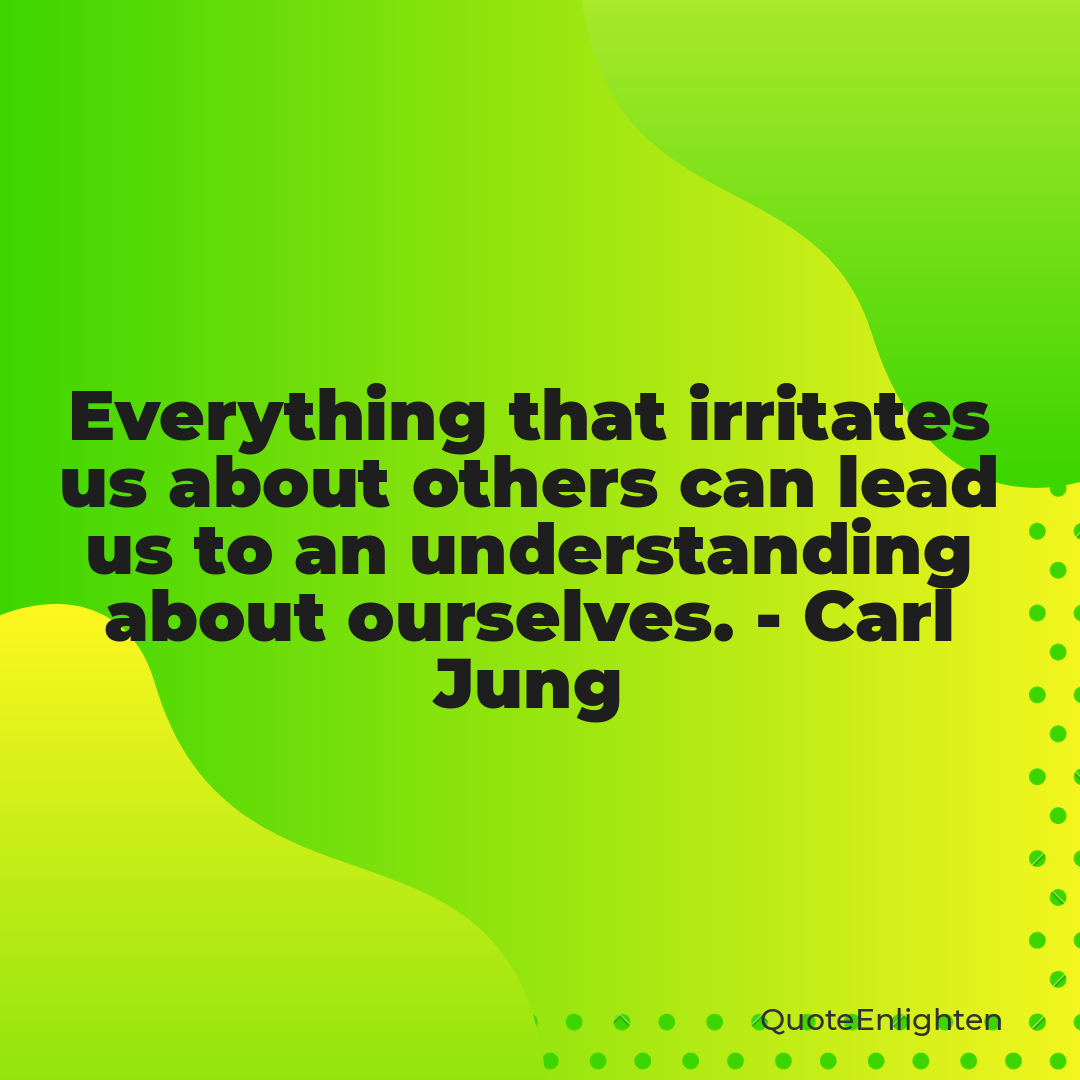 Everything that irritates
us about others can lead
us to an understanding
about ourselves. - Carl
Jung
QuoteEnlighten